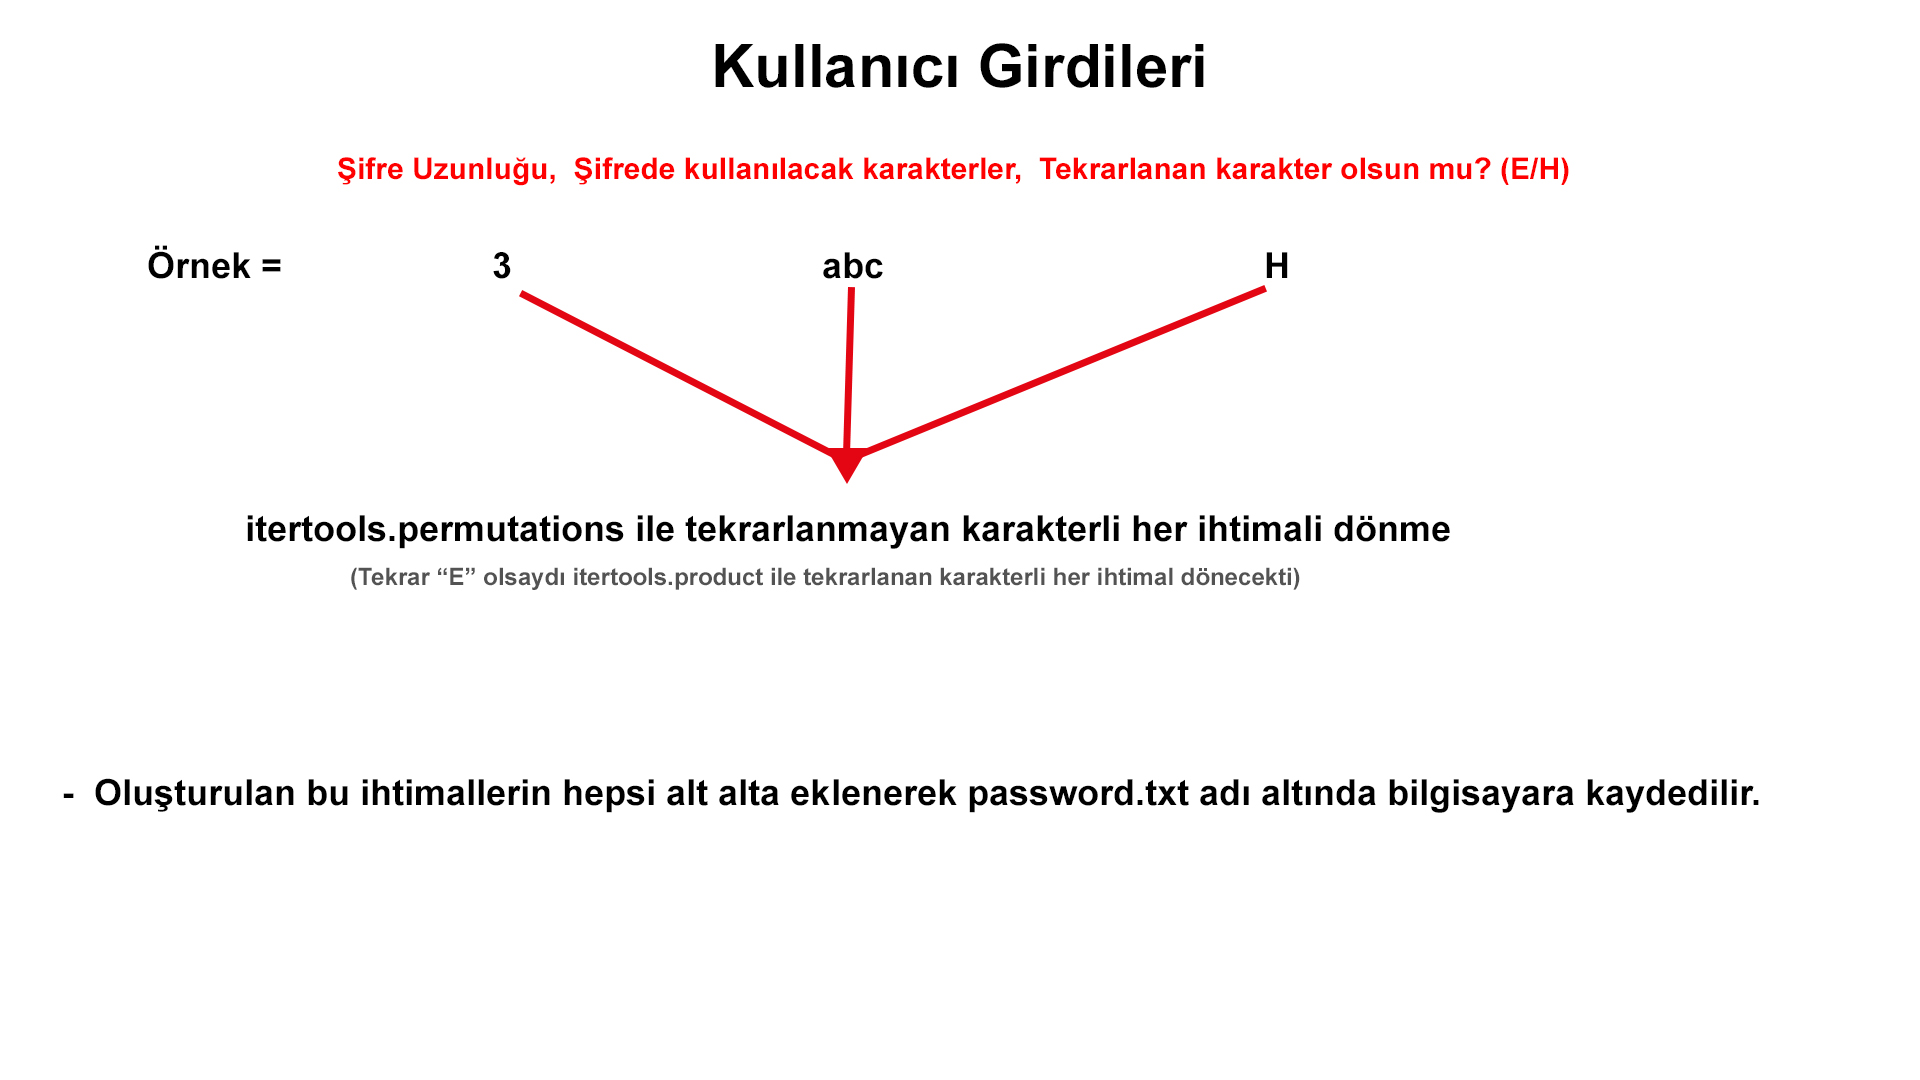 Kullanıcı Girdileri
Şifre Uzunluğu, Şifrede kullanılacak karakterler, Tekrarlanan karakter olsun mu? (E/H)
Örnek = 3 abc H
itertools.permutations ile tekrarlanmayan karakterli her ihtimali dönme
(Tekrar “E” olsaydı itertools.product ile tekrarlanan karakterli her ihtimal dönecekti)
- Oluşturulan bu ihtimallerin hepsi alt alta eklenerek password.txt adı altında bilgisayara kaydedilir.